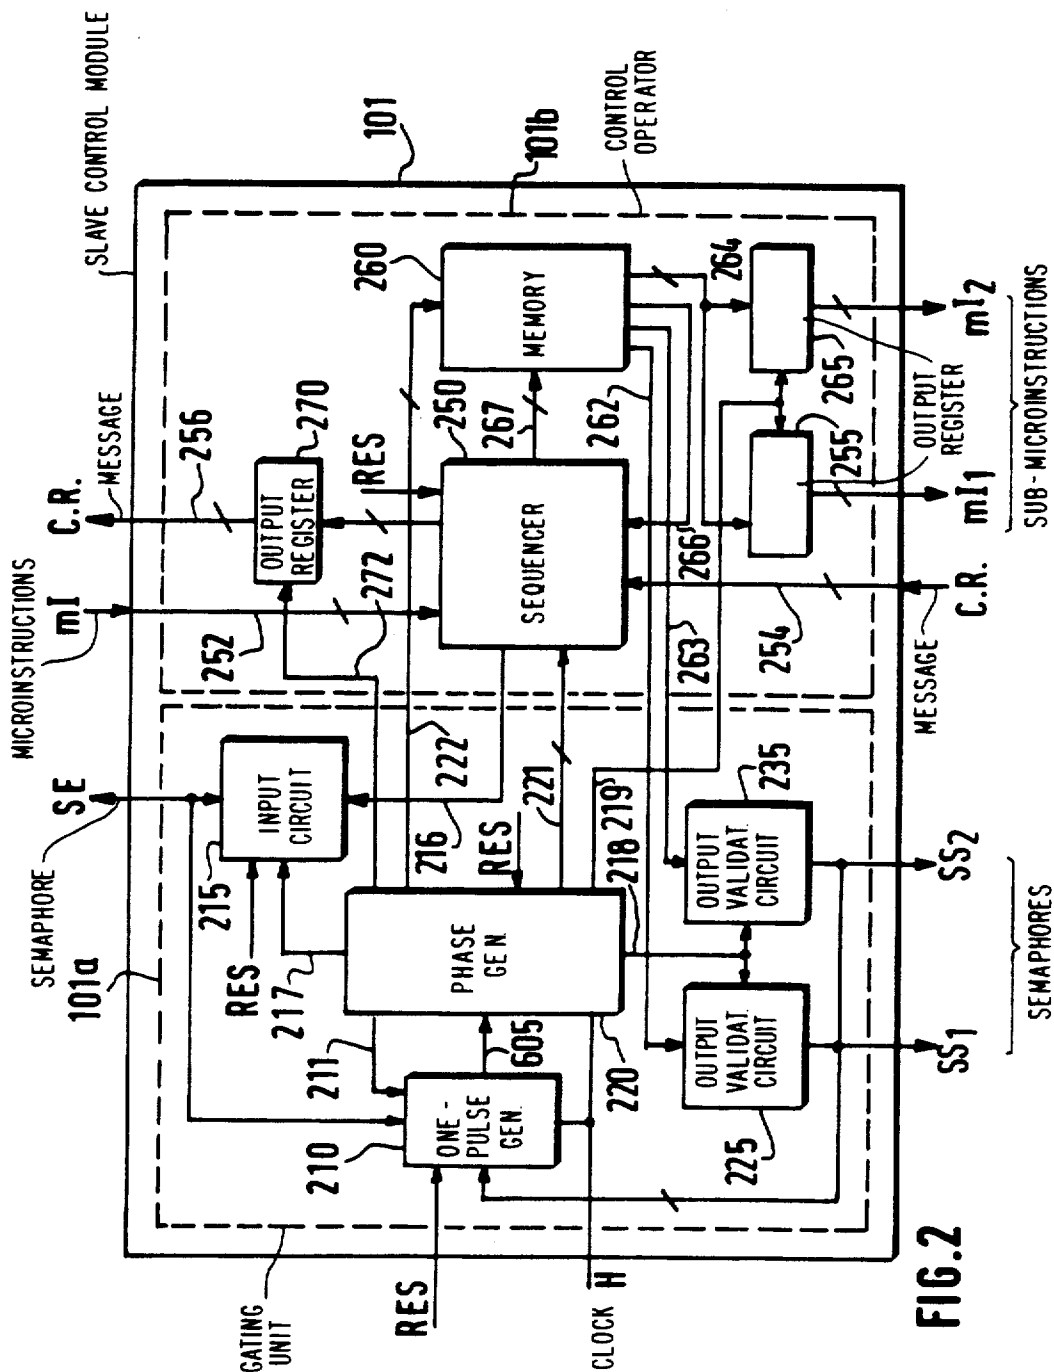 SLAVE CONTROL MODULE
101
101b
CONTROL
OPERATOR
C.R.
MESSAGE
256
MICROINSTRUCTIONS
mI
252
OUTPUT
REGISTER
270
272
RES
250
260
SEQUENCER
MEMORY
267
262
263
266
254
264
265
255
OUTPUT
REGISTER
mI2
mI1
SUB-MICROINSTRUCTIONS
C.R.
MESSAGE
SEMAPHORE
SE
101a
215
INPUT
CIRCUIT
RES
217
216
222
221
219
218
RES
PHASE
GEN.
220
211
210
ONE-
PULSE
GEN.
605
RES
CLOCK H
GATING
UNIT
235
OUTPUT
VALIDAT.
CIRCUIT
OUTPUT
VALIDAT.
CIRCUIT
225
SS2
SS1
SEMAPHORES
FIG.2